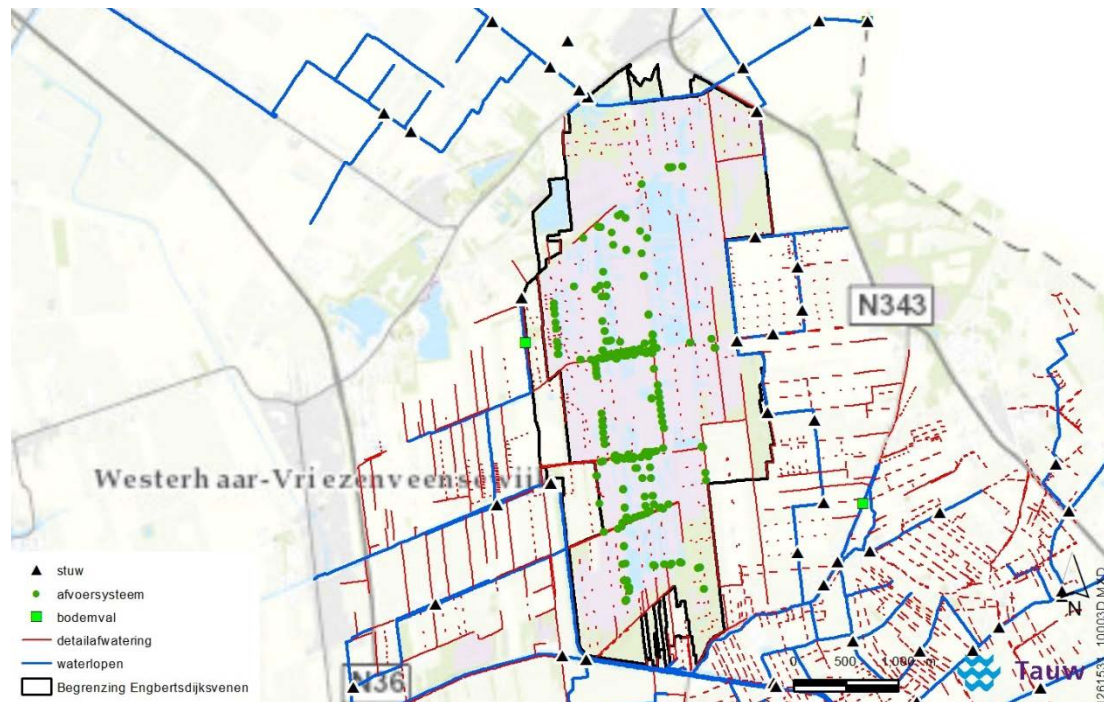 N343
Westerhaar-Vriezenveensewijk
stuw
afvoersysteem
bodemval
detailafwatering
waterlopen
Begrenzing Engbertsdijksvenen
N36
0 500 1.000 m
N
Tauw